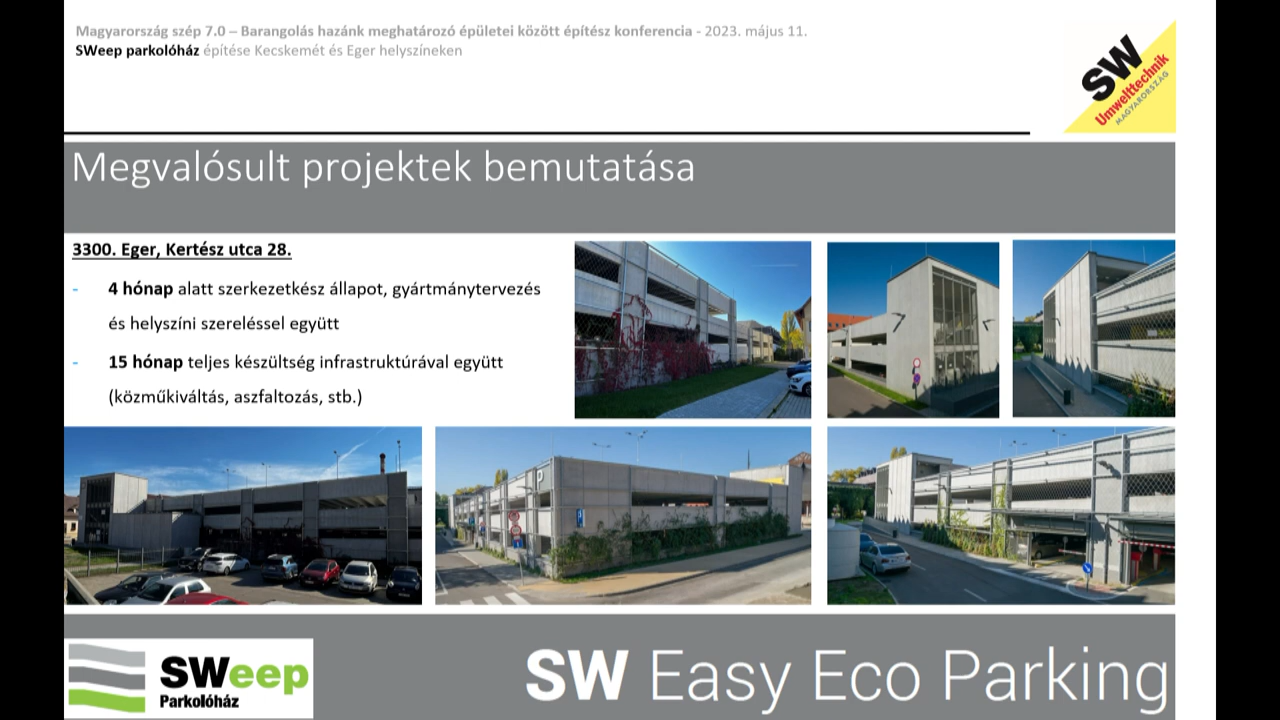 Magyarország szép 7.0 – Barangolás hazánk meghatározó épületei között építész konferencia - 2023. május 11.
SWeep parkolóház építése Kecskemét és Eger helyszíneken
SW
Umwelttechnik
MAGYARORSZÁG
Megvalósult projektek bemutatása
3300. Eger, Kertész utca 28.
- 4 hónap alatt szerkezetkész állapot, gyártmánytervezés
és helyszíni szereléssel együtt
- 15 hónap teljes készültség infrastruktúrával együtt
(közműkiváltás, aszfaltozás, stb.)
SWeep
Parkolóház
SW Easy Eco Parking